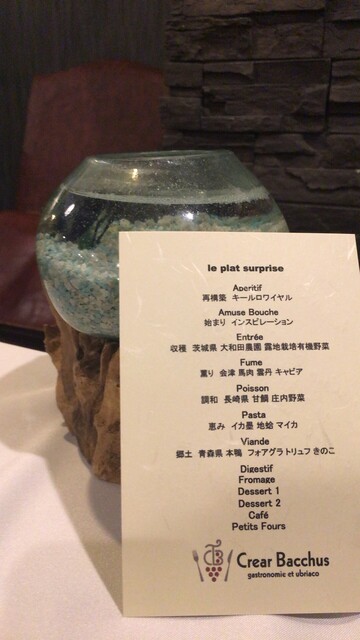 le plat surprise
Aperitif
再構築 キールロワイヤル
Amuse Bouche
始まり インスピレーション
Entrée
収穫 茨城県 大和田農園 露地栽培有機野菜
Fume
薫り 会津 馬肉 雲丹 キャビア
Poisson
調和 長崎県 甘鯛 庄内野菜
Pasta
恵み イカ墨 地蛤 マイカ
Viande
郷土 青森県 本鴨 フォアグラ トリュフ きのこ
Digestif
Fromage
Dessert 1
Dessert 2
Café
Petits Fours
Crear Bacchus
gastronomie et ubriaco